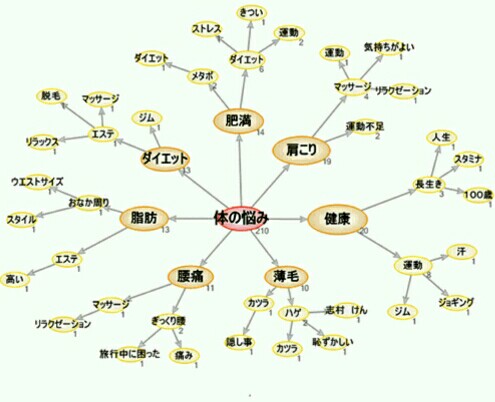 きつい
1
ストレス
1
運動
2
ダイエット
1
ダイエット
6
メタボ
2
肥満
14
運動
1
気持ちがよい
1
マッサージ
4
リラクゼーション
1
肩こり
19
運動不足
2
脱毛
1
マッサージ
1
ジム
1
リラックス
1
エステ
1
ダイエット
13
人生
1
スタミナ
1
長生き
3
100歳
1
ウエストサイズ
1
おなか周り
1
スタイル
1
脂肪
13
体の悩み
210
健康
20
エステ
1
高い
1
運動
汗
1
ジョギング
1
ジム
1
腰痛
11
薄毛
10
マッサージ
1
リラクゼーション
1
ぎっくり腰
2
旅行中に困った
1
痛み
1
カツラ
1
隠し事
1
ハゲ
2
志村 けん
1
カツラ
1
恥ずかしい
1